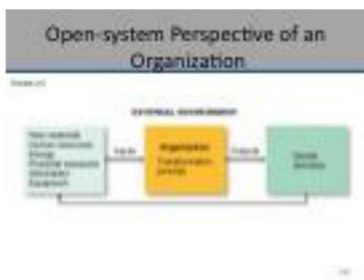 Open-system Perspective of an
Organization
EXTERNAL ENVIRONMENT
Raw materials
Human resources
Energy
Financial resources
Information
Equipment
Inputs
Organization
Transformation
process
Outputs
Goods
Services